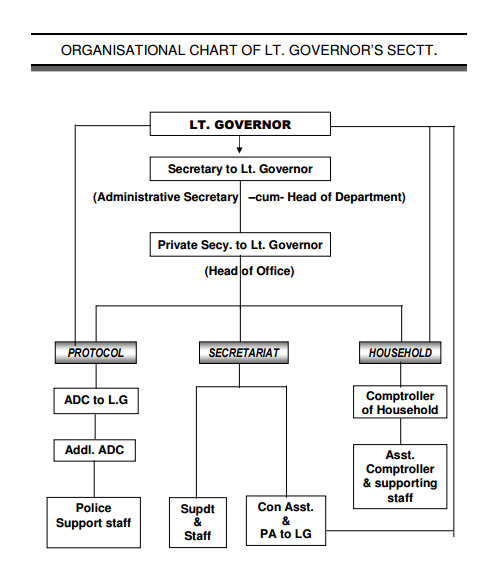 ORGANISATIONAL CHART OF LT. GOVERNOR'S SECTT.
LT. GOVERNOR
Secretary to Lt. Governor
(Administrative Secretary –cum- Head of Department)
Private Secy. to Lt. Governor
(Head of Office)
PROTOCOL
SECRETARIAT
HOUSEHOLD
ADC to L.G
Addl. ADC
Police
Support staff
Supdt
&
Staff
Con Asst.
&
PA to LG
Comptroller
of Household
Asst.
Comptroller
& supporting
staff